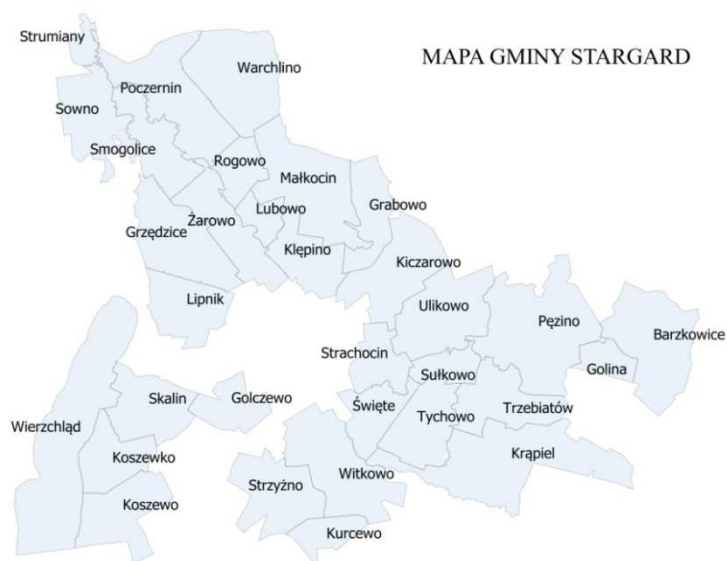 Strumiany
MAPA GMINY STARGARD
Warchlino
Poczernin
Sowno
Smogolice
Rogowo
Małkocin
Grabowo
Lubowo
Żarowo
Grzędzice
Klępino
Kiczarowo
Lipnik
Ulikowo
Pęzino
Barzkowice
Strachocin
Golina
Sułkowo
Skalin
Golczewo
Święte
Trzebiatów
Tychowo
Wierzchląd
Krąpiel
Koszewko
Witkowo
Strzyżno
Koszewo
Kurcewo